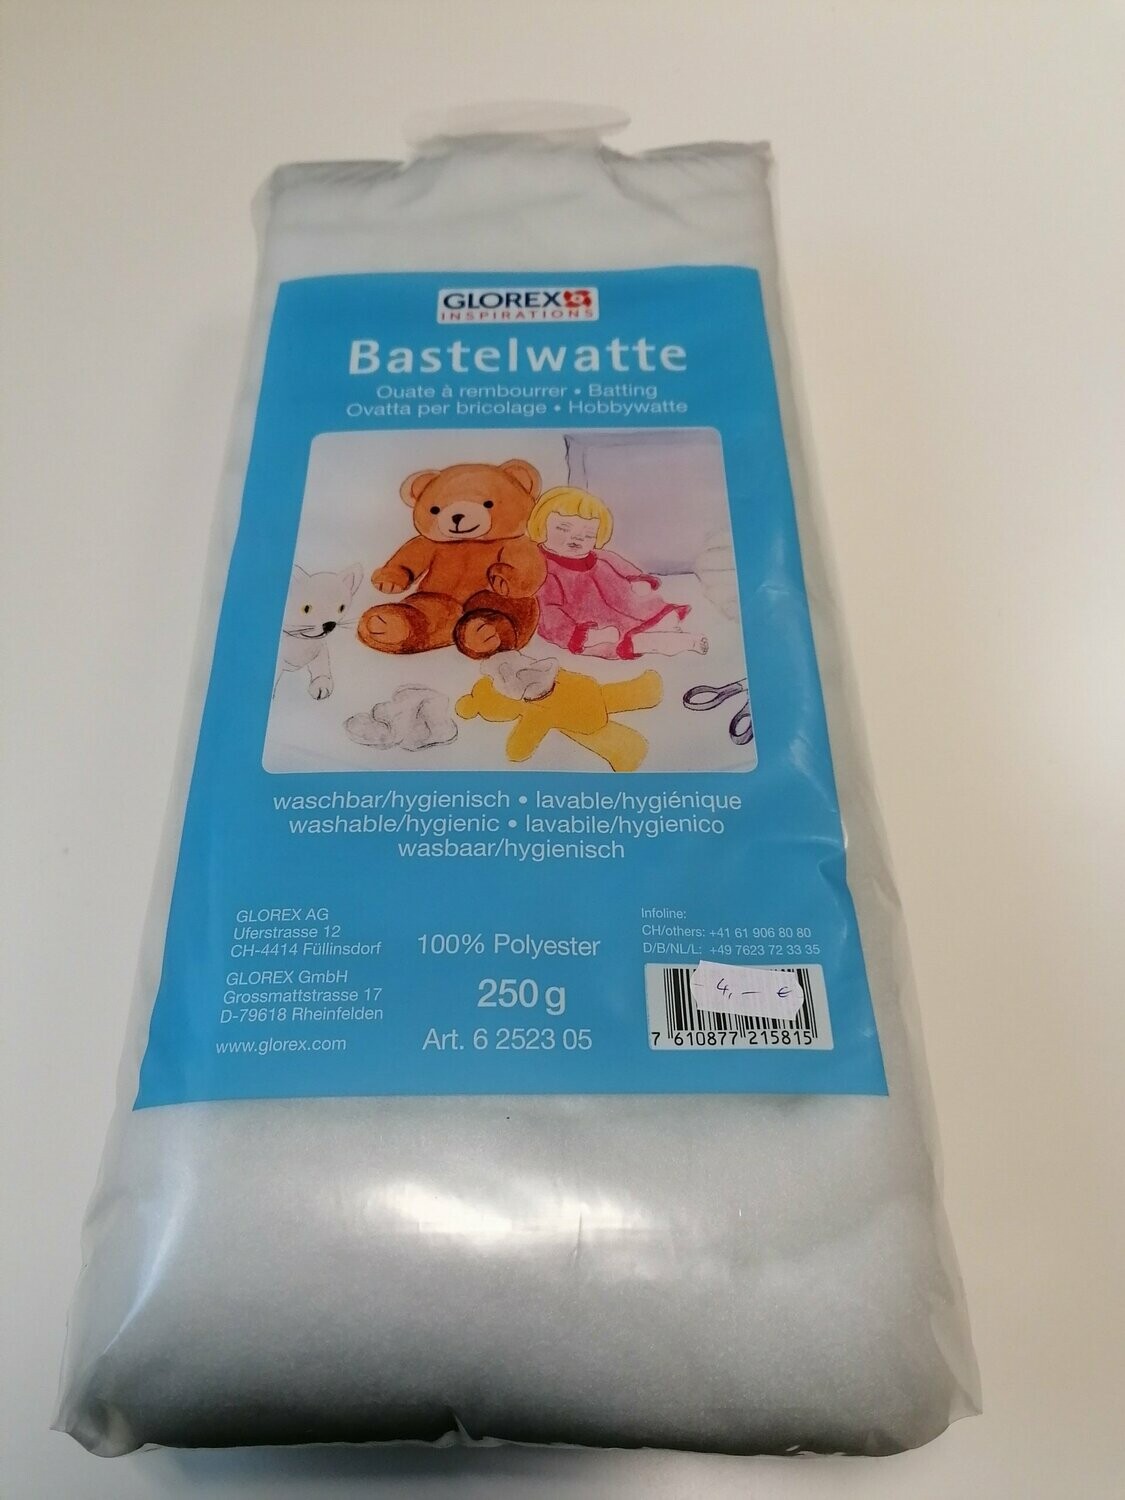 GLOREX
INSPIRATIONS
Bastelwatte
Ouate à rembourrer • Batting
Ovatta per bricolage • Hobbywatte
waschbar/hygienisch • lavable/hygiénique
washable/hygienic • lavabile/hygienico
wasbaar/hygienisch
GLOREX AG
Uferstrasse 12
CH-4414 Füllinsdorf
GLOREX GmbH
Grossmattstrasse 17
D-79618 Rheinfelden
www.glorex.com
100% Polyester
250 g
Art. 6 2523 05
Infoline:
CH/others: +41 61 906 80 80
D/B/NL/L: +49 7623 72 33 35
4,– €
7 610877 215815